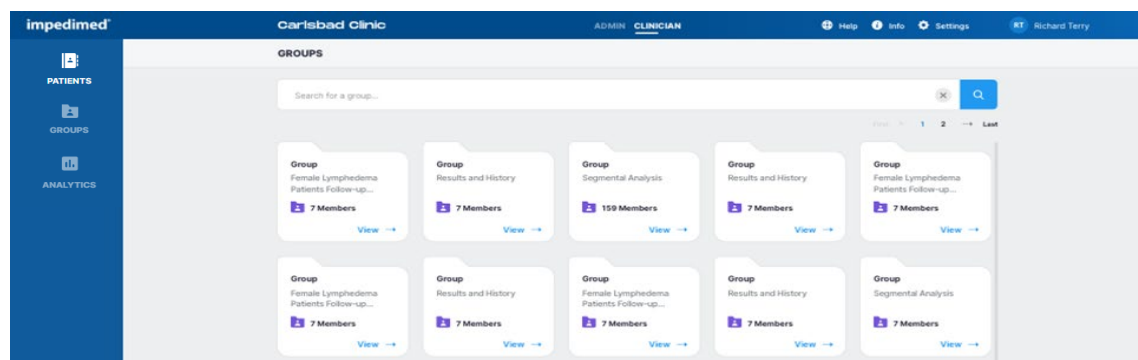 impedimed®
Carlsbad Clinic
ADMIN CLINICIAN
Help Info Settings
RT Richard Terry
PATIENTS
GROUPS
ANALYTICS
GROUPS
Search for a group...
First 1 2 → Last
Group
Female Lymphedema
Patients Follow-up...
7 Members
View →
Group
Results and History
7 Members
View →
Group
Segmental Analysis
159 Members
View →
Group
Results and History
7 Members
View →
Group
Female Lymphedema
Patients Follow-up...
7 Members
View →
Group
Female Lymphedema
Patients Follow-up...
7 Members
View →
Group
Results and History
7 Members
View →
Group
Female Lymphedema
Patients Follow-up...
7 Members
View →
Group
Results and History
7 Members
View →
Group
Segmental Analysis
7 Members
View →